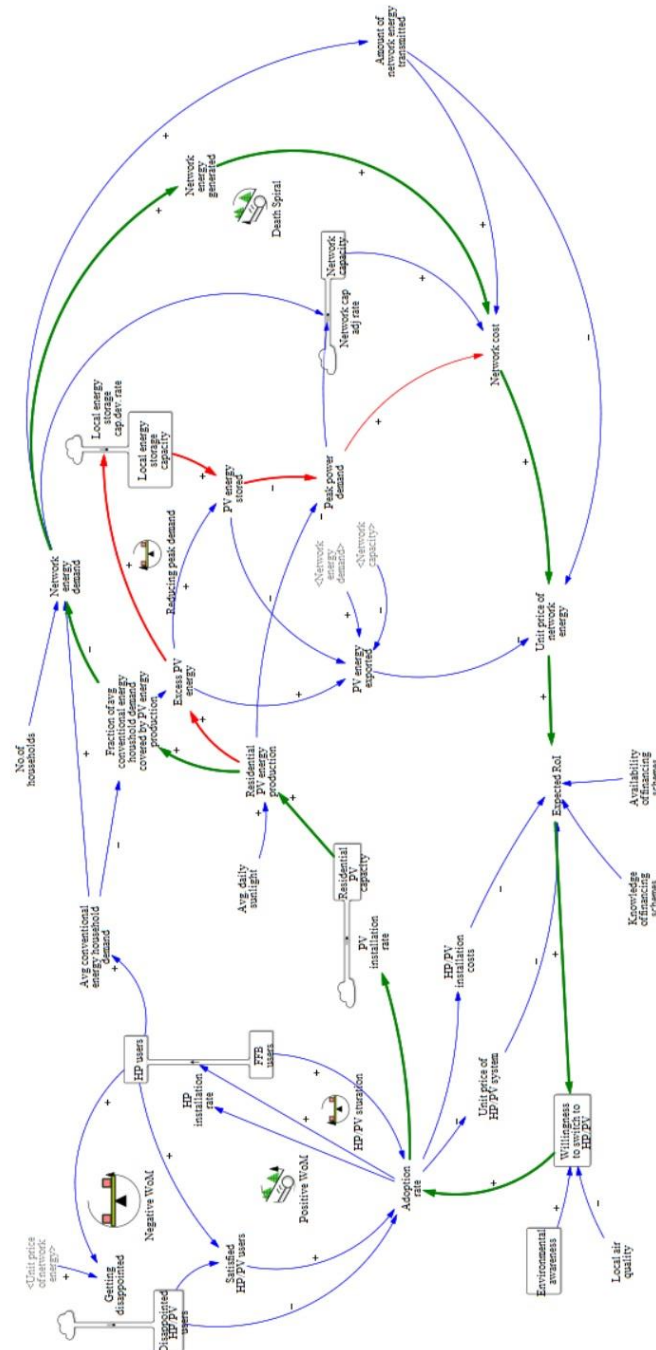 <Unit price
of network
energy>
Getting
disappointed
Disappointed
HP/PV
users
Negative WoM
HP users
Satisfied
HP/PV users
Positive WoM
HP
installation
rate
FFB
users
HP/PV sturation
Adoption
rate
Environmental
awareness
Local air
quality
Willingness
to switch to
HP/PV
Unit price of
HP/PV system
HP/PV
installation
costs
PV
installation
rate
Residential
PV
capacity
Avg conventional
energy household
demand
No.of
households
Avg. daily
sunlight
Residential
PV energy
production
Fraction of avg
conventional energy
houshold demand
covered by PV energy
production
Excess PV
energy
Network
energy
demand
Local energy
storage
cap.dev. rate
Local energy
storage
capacity
Reducing peak demand
PV energy
stored
Peak power
demand
<Network
energy
demand>
<Network
capacity>
PV energy
exported
Network
energy
generated
Death Spiral
Network
capacity
Network cap
adj rate
Network cost
Amount of
network energy
transmitted
Unit price of
network
energy
Expected RoI
Knowledge
of financing
schemes
Availability
of financing
schemes